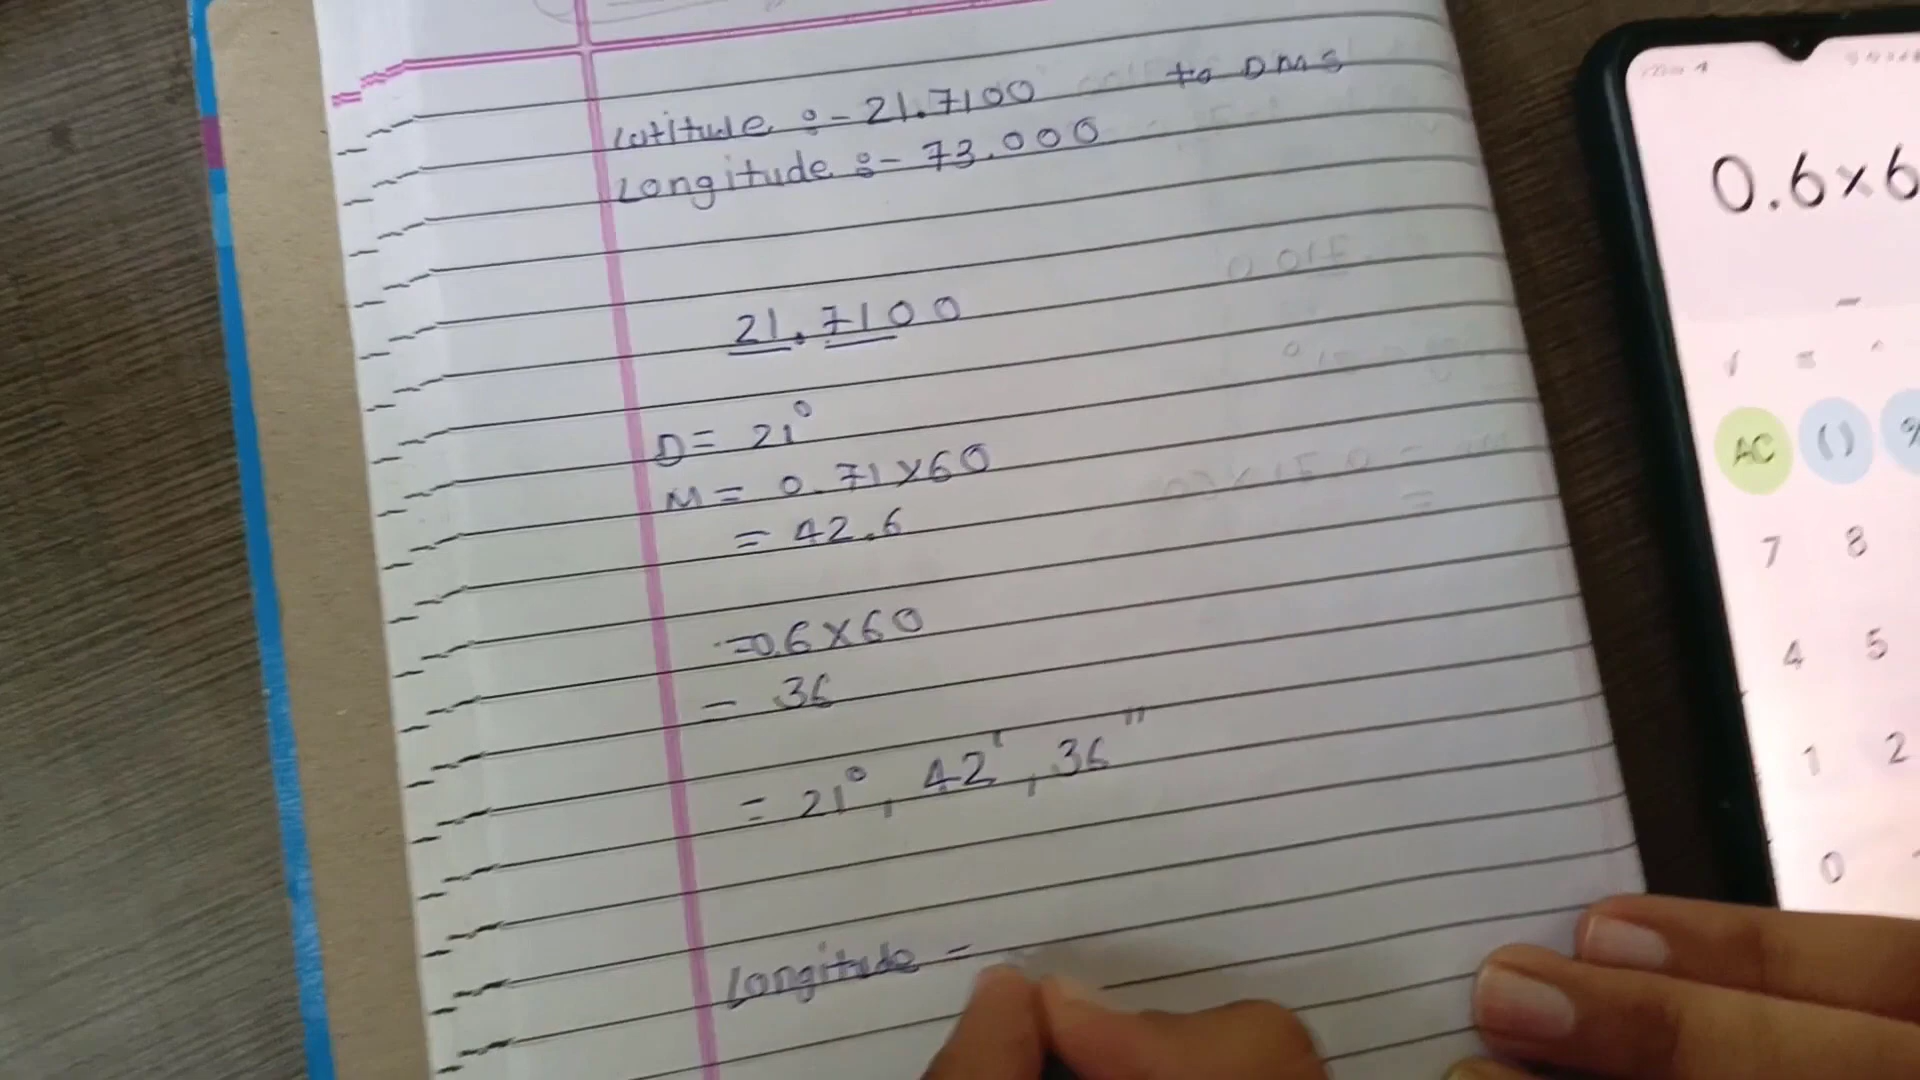 Latitude :- 21.7100 to DMS
Longitude :- 73.000
21.7100
D = 21°
M = 0.71×60
= 42.6
=0.6×60
- 36
= 21°, 42', 36"
Longitude =
0.6×6
AC ( ) %
7 8
4 5
1 2
0